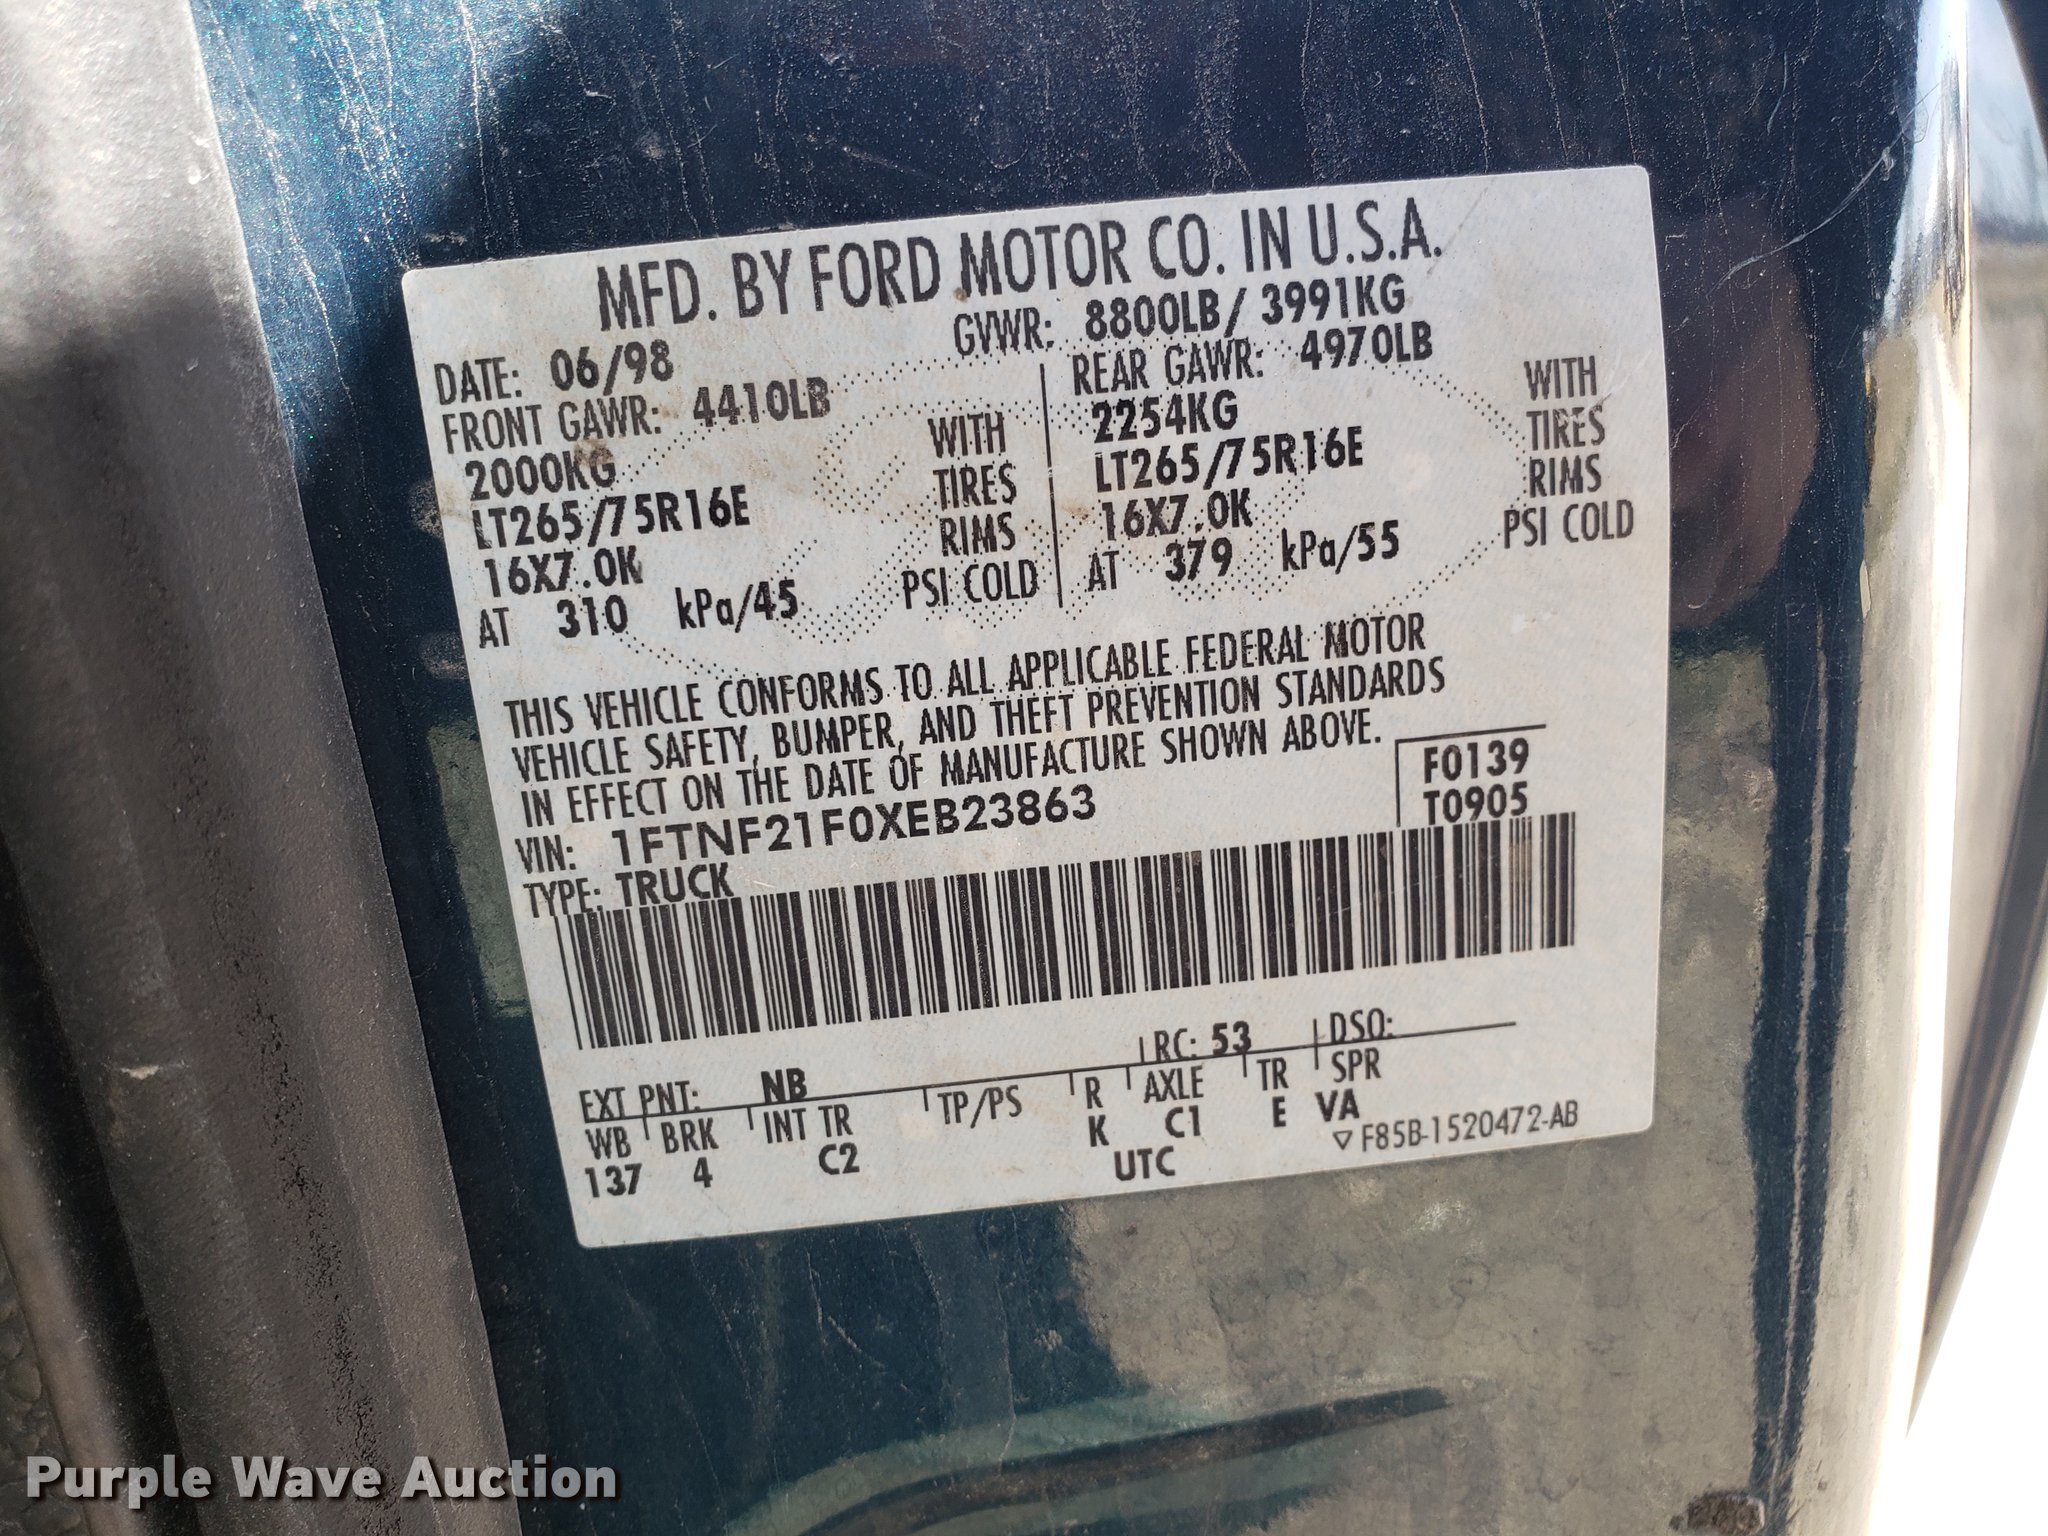 MFD. BY FORD MOTOR CO. IN U.S.A.
DATE: 06/98 GVWR: 8800LB/ 3991KG
FRONT GAWR: 4410LB
2000KG WITH
LT265/75R16E TIRES
16X7.0K RIMS
AT 310 kPa/45 PSI COLD
REAR GAWR: 4970LB
2254KG WITH
LT265/75R16E TIRES
16X7.0K RIMS
AT 379 kPa/55 PSI COLD
THIS VEHICLE CONFORMS TO ALL APPLICABLE FEDERAL MOTOR
VEHICLE SAFETY, BUMPER, AND THEFT PREVENTION STANDARDS
IN EFFECT ON THE DATE OF MANUFACTURE SHOWN ABOVE.
VIN: 1FTNF21F0XEB23863
TYPE: TRUCK
F0139
T0905
EXT PNT: NB RC: 53 DSO:
WB BRK INT TR TP/PS R AXLE TR SPR
137 4 C2 K C1 E VA
UTC ▽ F85B-1520472-AB
Purple Wave Auction